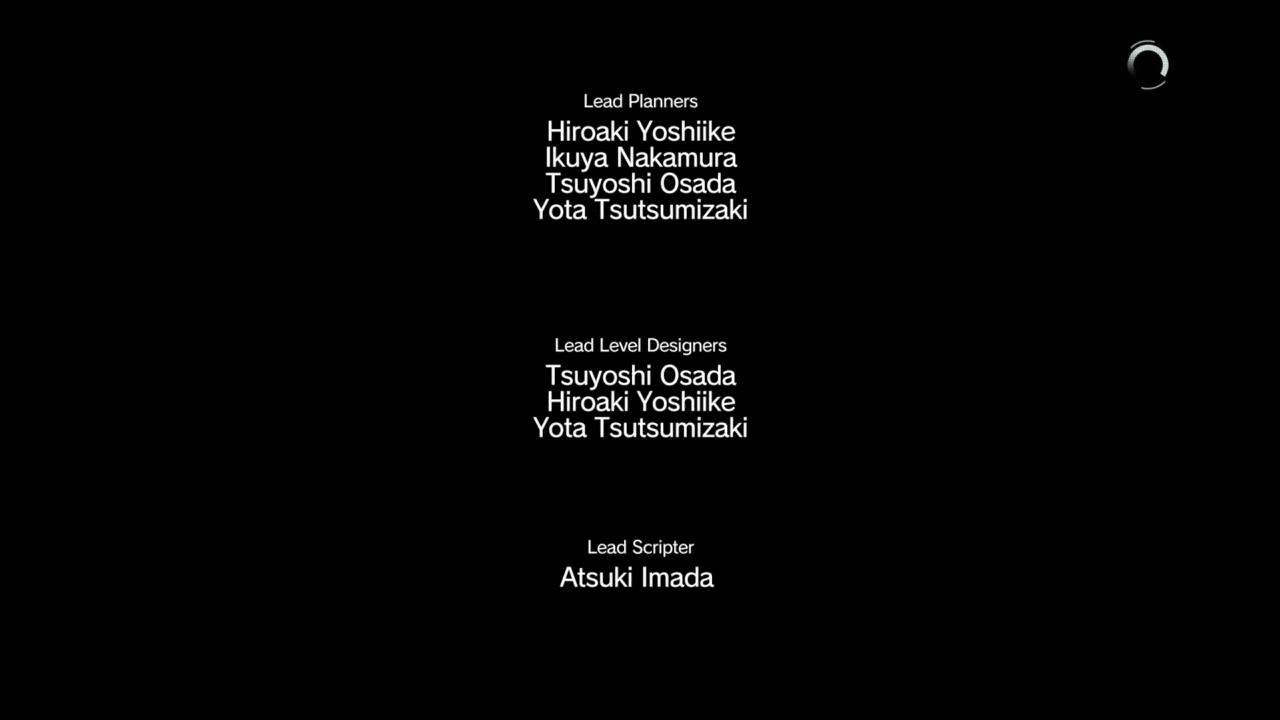 Lead Planners
Hiroaki Yoshiike
Ikuya Nakamura
Tsuyoshi Osada
Yota Tsutsumizaki
Lead Level Designers
Tsuyoshi Osada
Hiroaki Yoshiike
Yota Tsutsumizaki
Lead Scripter
Atsuki Imada